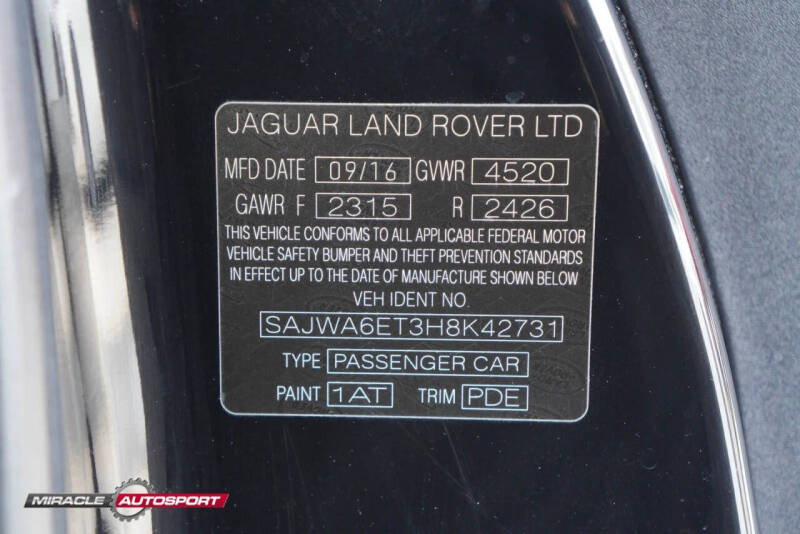 JAGUAR LAND ROVER LTD
MFD DATE 09/16 GVWR 4520
GAWR F 2315 R 2426
THIS VEHICLE CONFORMS TO ALL APPLICABLE FEDERAL MOTOR
VEHICLE SAFETY BUMPER AND THEFT PREVENTION STANDARDS
IN EFFECT UP TO THE DATE OF MANUFACTURE SHOWN BELOW
VEH IDENT NO.
SAJWA6ET3H8K42731
TYPE PASSENGER CAR
PAINT 1AT TRIM PDE
MIRACLE AUTOSPORT